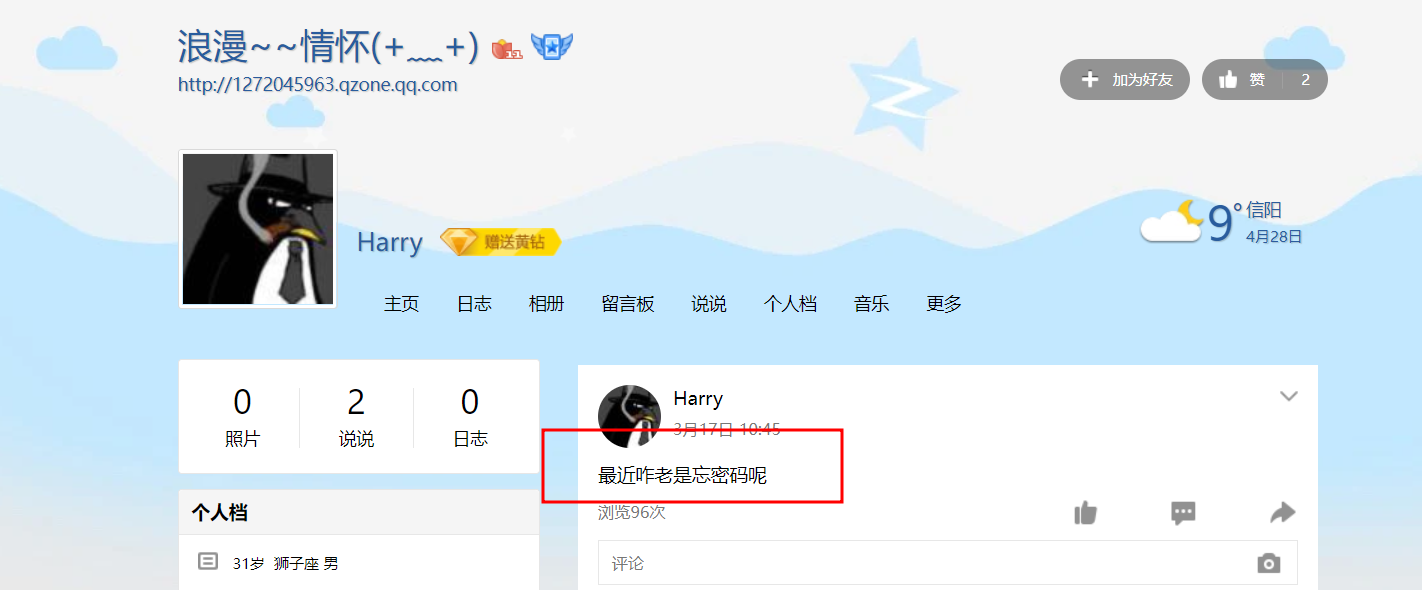 浪漫~~情怀(+﹏+) 11
http://1272045963.qzone.qq.com
加为好友
赞 2
9° 信阳
4月28日
Harry 赠送黄钻
主页 日志 相册 留言板 说说 个人档 音乐 更多
0 2 0
照片 说说 日志
个人档
31岁 狮子座 男
Harry
3月17日 10:45
最近咋老是忘密码呢
浏览96次
评论